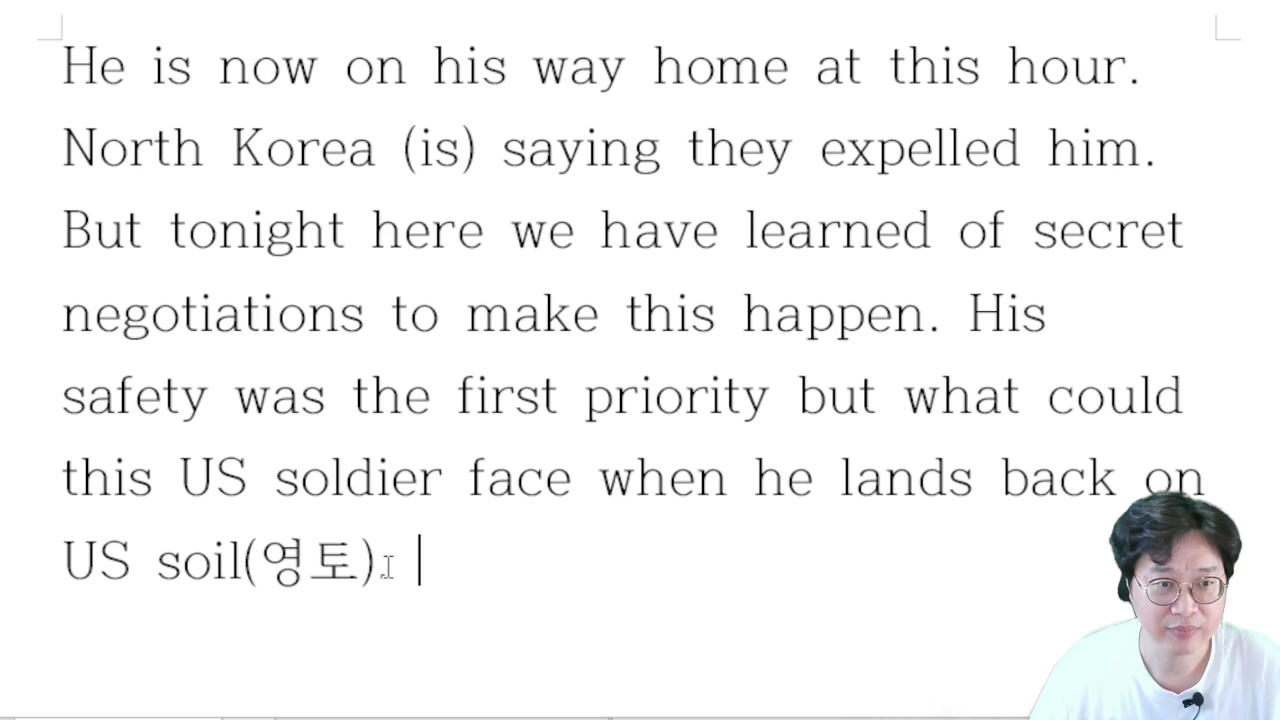 He is now on his way home at this hour.
North Korea (is) saying they expelled him.
But tonight here we have learned of secret
negotiations to make this happen. His
safety was the first priority but what could
this US soldier face when he lands back on
US soil(영토).